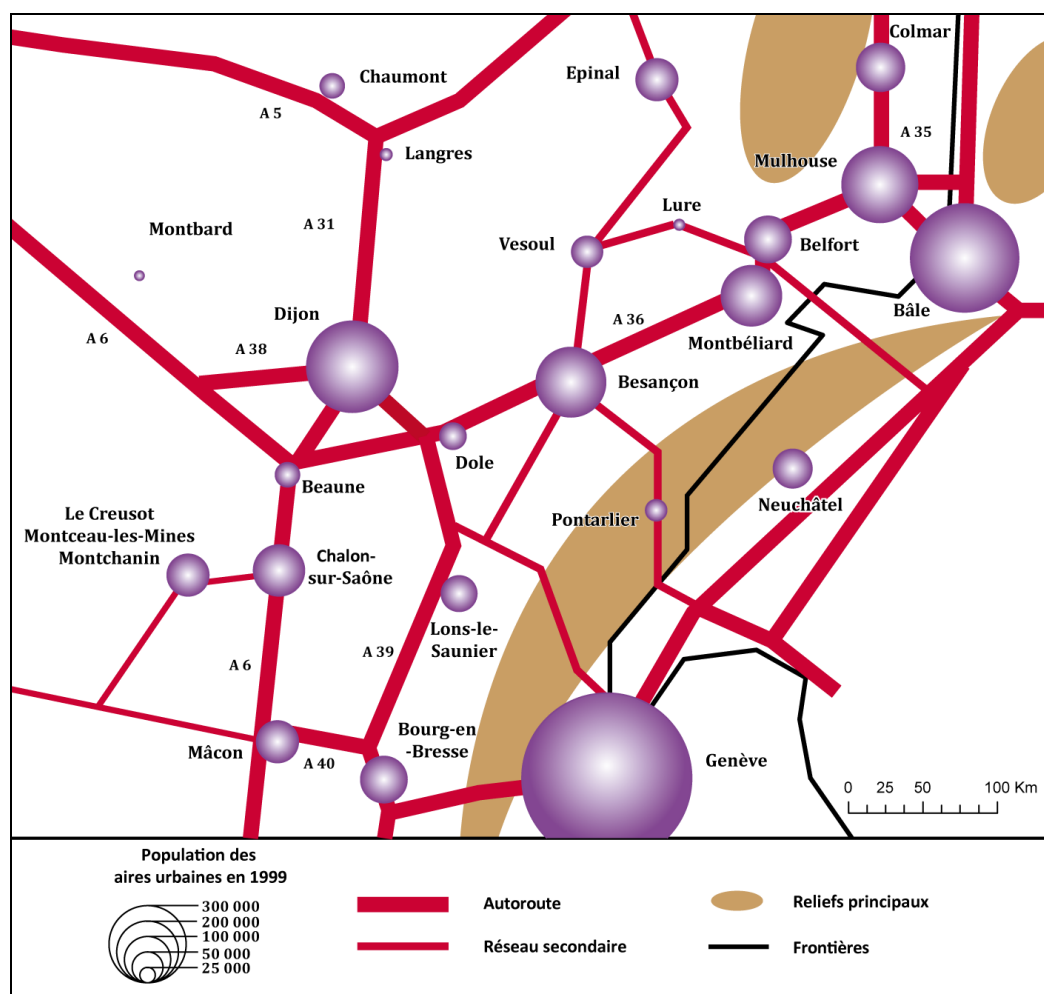 Colmar
Chaumont
Epinal
A 5
A 35
Langres
Mulhouse
Lure
Montbard
A 31
Vesoul
Belfort
Dijon
Bâle
A 6
A 38
A 36
Montbéliard
Besançon
Dole
Beaune
Neuchâtel
Le Creusot
Montceau-les-Mines
Montchanin
Pontarlier
Chalon-
sur-Saône
Lons-le-
Saunier
A 39
A 6
Bourg-en
-Bresse
Mâcon
A 40
Genève
0 25 50 100 Km
Population des
aires urbaines en 1999
300 000
200 000
100 000
50 000
25 000
Autoroute
Réseau secondaire
Reliefs principaux
Frontières